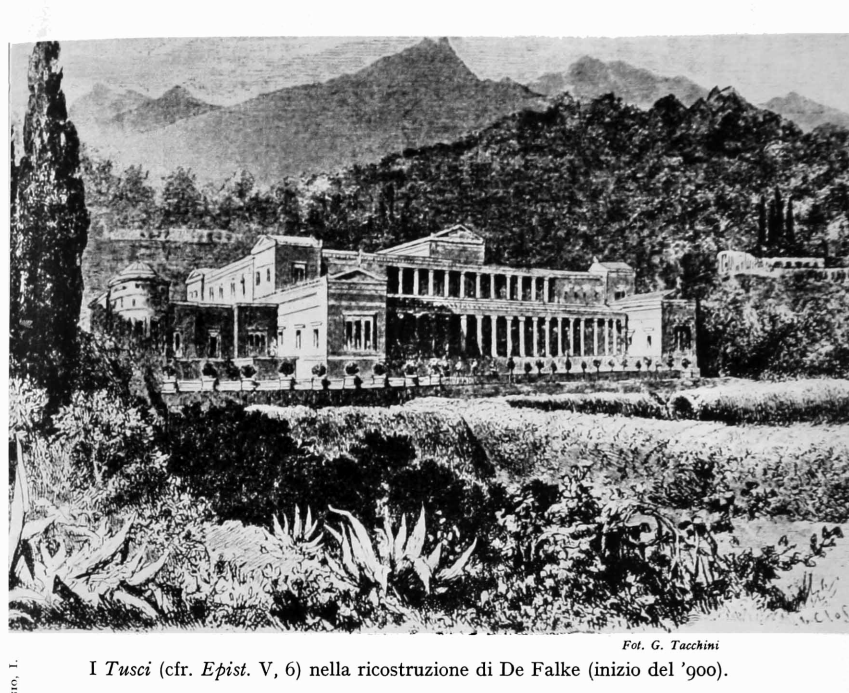 Fot. G. Tacchini
I Tusci (cfr. Epist. V, 6) nella ricostruzione di De Falke (inizio del '900).